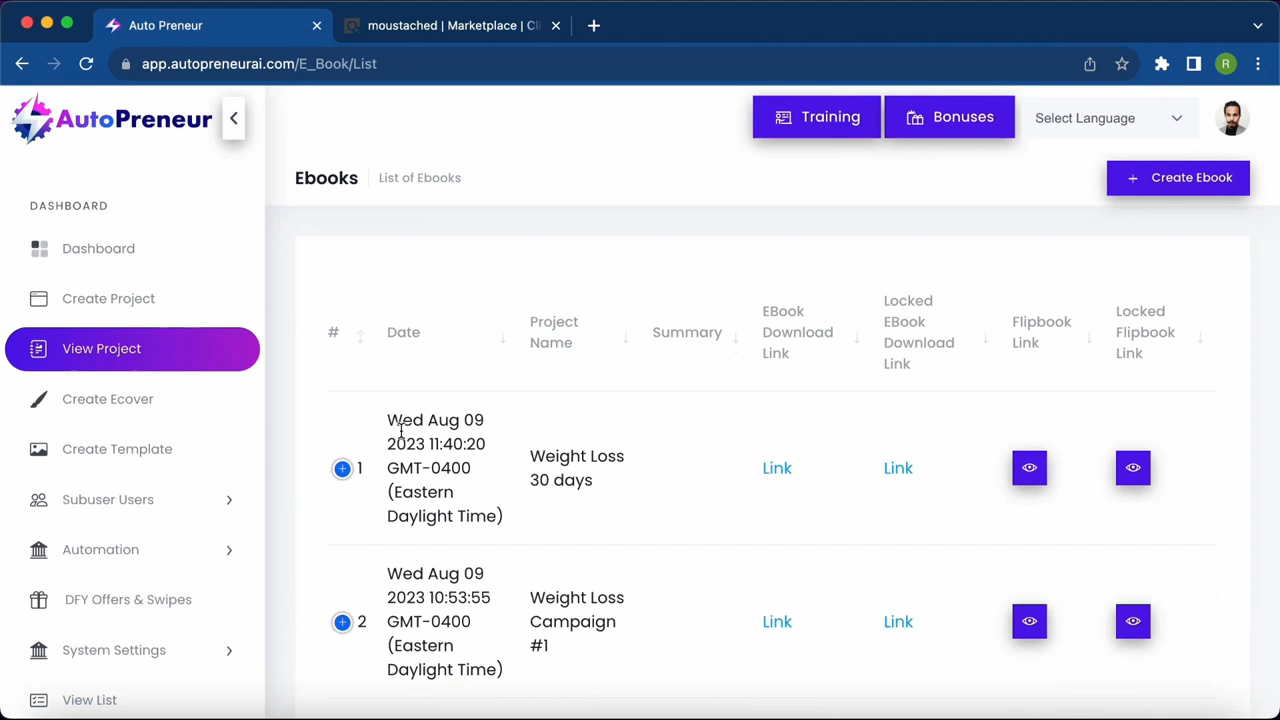 Auto Preneur
moustached | Marketplace | Cli
app.autopreneurai.com/E_Book/List
R
AutoPreneur
Training
Bonuses
Select Language
Ebooks
List of Ebooks
+ Create Ebook
DASHBOARD
Dashboard
Create Project
View Project
Create Ecover
Create Template
Subuser Users
Automation
DFY Offers & Swipes
System Settings
View List
#
Date
Project
Name
Summary
EBook
Download
Link
Locked
EBook
Download
Link
Flipbook
Link
Locked
Flipbook
Link
1
Wed Aug 09
2023 11:40:20
GMT-0400
(Eastern
Daylight Time)
Weight Loss
30 days
Link
Link
2
Wed Aug 09
2023 10:53:55
GMT-0400
(Eastern
Daylight Time)
Weight Loss
Campaign
#1
Link
Link